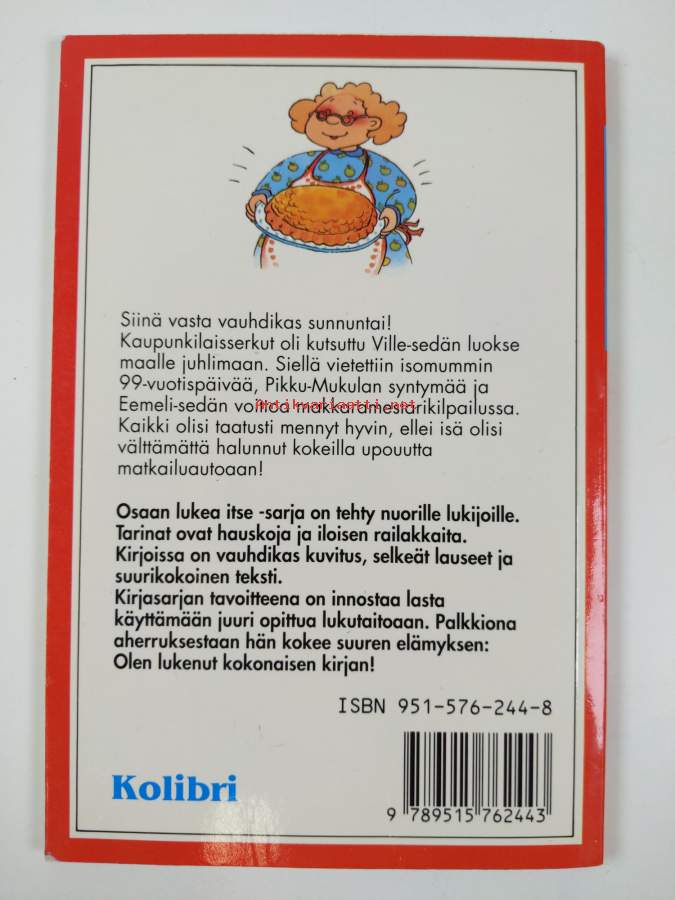 Siinä vasta vauhdikas sunnuntai!
Kaupunkilaisserkut oli kutsuttu Ville-sedän luokse
maalle juhlimaan. Siellä vietettiin isomummin
99-vuotispäivää, Pikku-Mukulan syntymää ja
Eemeli-sedän voittoa makkaramestarikilpailussa.
antikvariaatti.net
Kaikki olisi taatusti mennyt hyvin, ellei isä olisi
välttämättä halunnut kokeilla upouutta
matkailuautoaan!
Osaan lukea itse -sarja on tehty nuorille lukijoille.
Tarinat ovat hauskoja ja iloisen railakkaita.
Kirjoissa on vauhdikas kuvitus, selkeät lauseet ja
suurikokoinen teksti.
Kirjasarjan tavoitteena on innostaa lasta
käyttämään juuri opittua lukutaitoaan. Palkkiona
aherruksestaan hän kokee suuren elämyksen:
Olen lukenut kokonaisen kirjan!
ISBN 951-576-244-8
Kolibri
9 789515 762443